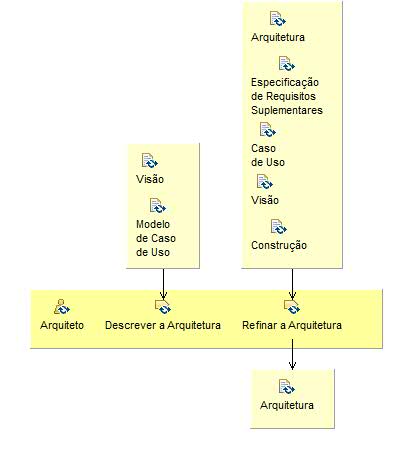 Arquitetura
Especificação
de Requisitos
Suplementares
Caso
de Uso
Visão
Construção
Visão
Modelo
de Caso
de Uso
Arquiteto
Descrever a Arquitetura
Refinar a Arquitetura
Arquitetura